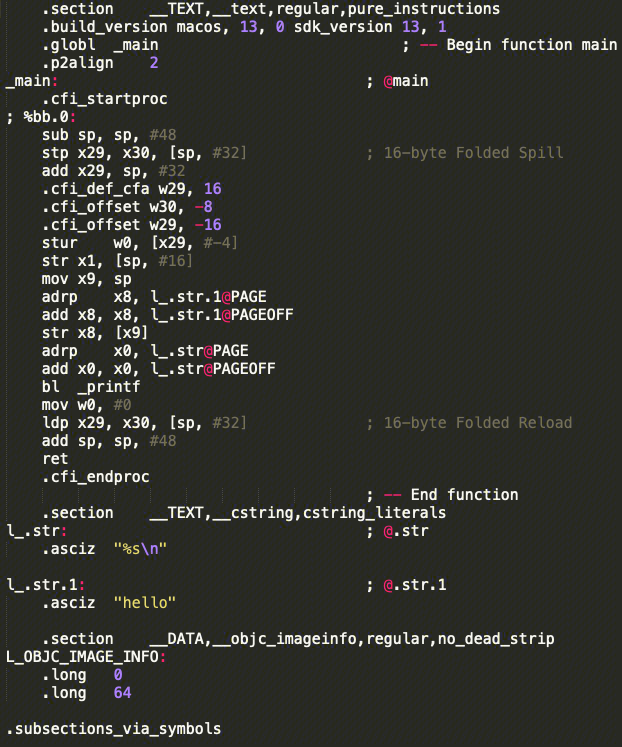 .section __TEXT,__text,regular,pure_instructions
.build_version macos, 13, 0 sdk_version 13, 1
.globl _main ; -- Begin function main
.p2align 2
_main: ; @main
.cfi_startproc
; %bb.0:
sub sp, sp, #48
stp x29, x30, [sp, #32] ; 16-byte Folded Spill
add x29, sp, #32
.cfi_def_cfa w29, 16
.cfi_offset w30, -8
.cfi_offset w29, -16
stur w0, [x29, #-4]
str x1, [sp, #16]
mov x9, sp
adrp x8, l_.str.1@PAGE
add x8, x8, l_.str.1@PAGEOFF
str x8, [x9]
adrp x0, l_.str@PAGE
add x0, x0, l_.str@PAGEOFF
bl _printf
mov w0, #0
ldp x29, x30, [sp, #32] ; 16-byte Folded Reload
add sp, sp, #48
ret
.cfi_endproc
; -- End function
.section __TEXT,__cstring,cstring_literals
l_.str: ; @.str
.asciz "%s\n"
l_.str.1: ; @.str.1
.asciz "hello"
.section __DATA,__objc_imageinfo,regular,no_dead_strip
L_OBJC_IMAGE_INFO:
.long 0
.long 64
.subsections_via_symbols